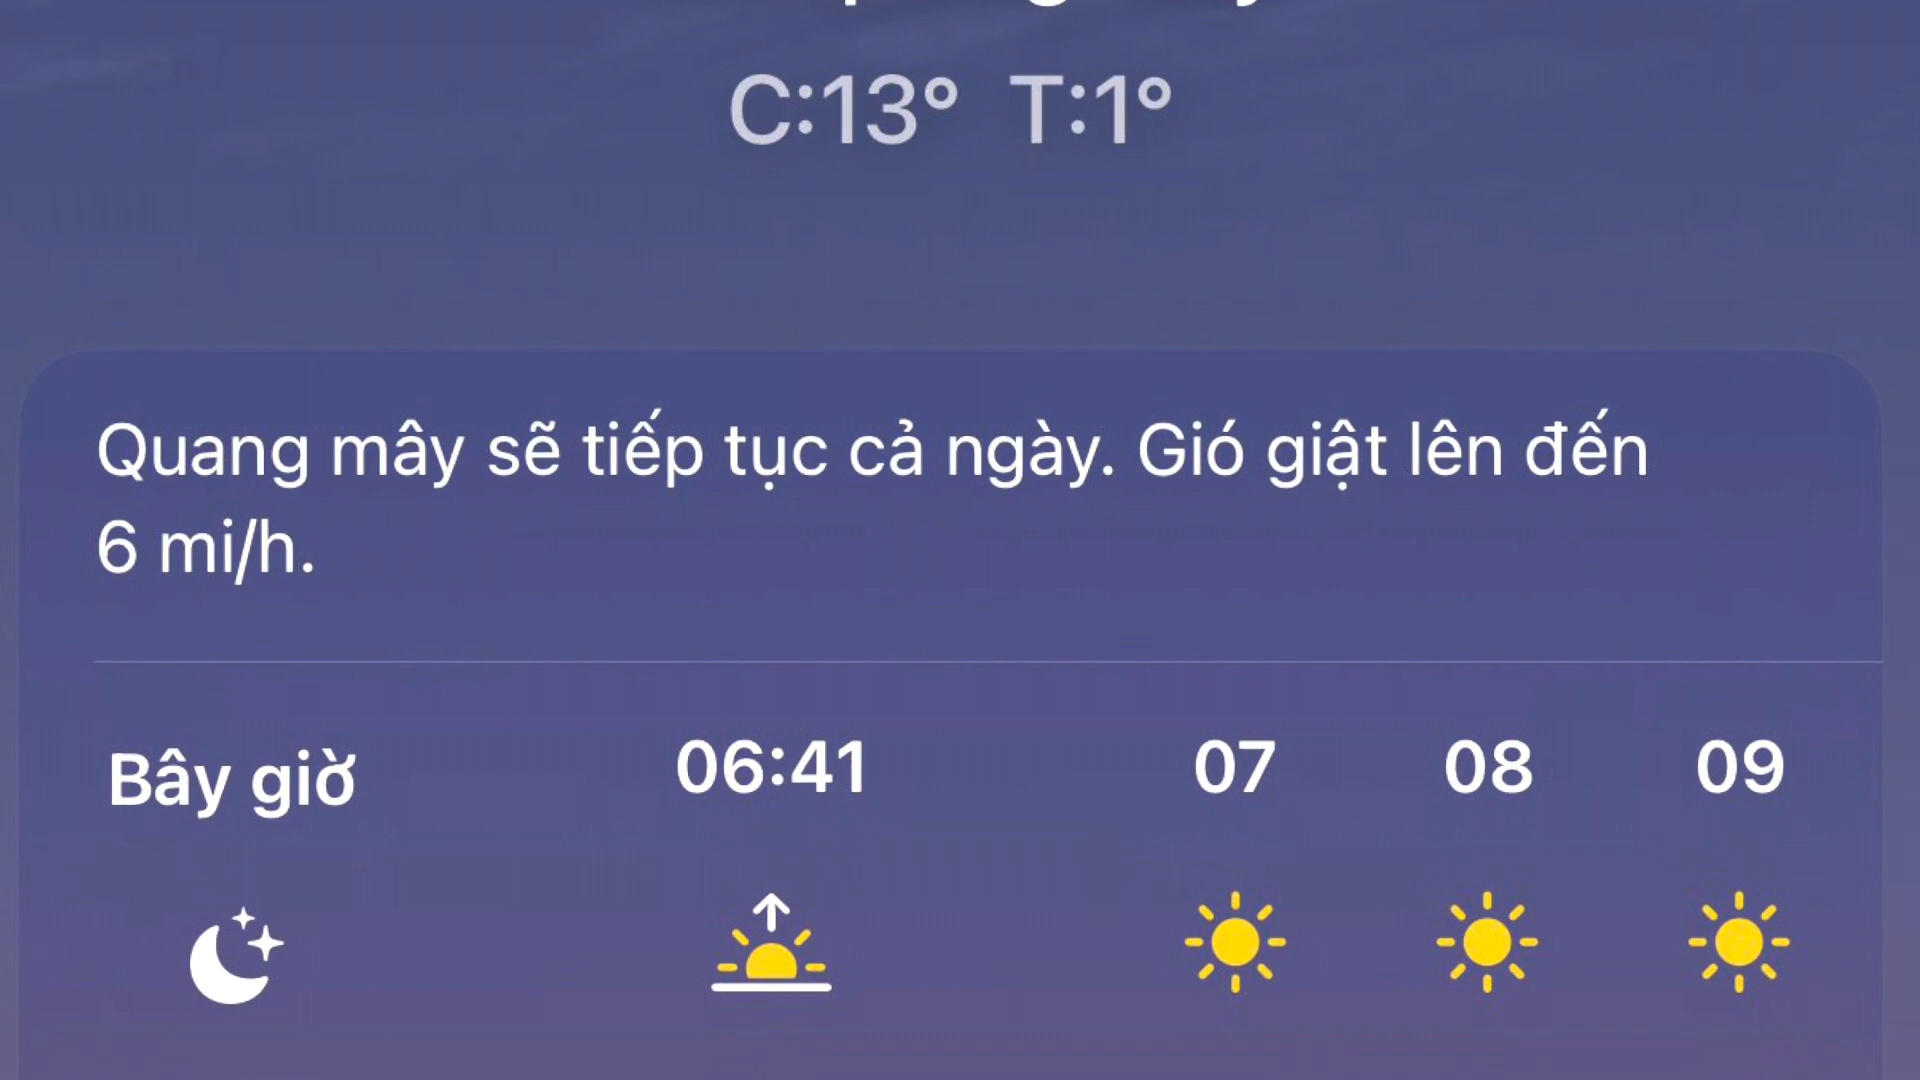 C:13° T:1°
Quang mây sẽ tiếp tục cả ngày. Gió giật lên đến
6 mi/h.
Bây giờ 06:41 07 08 09